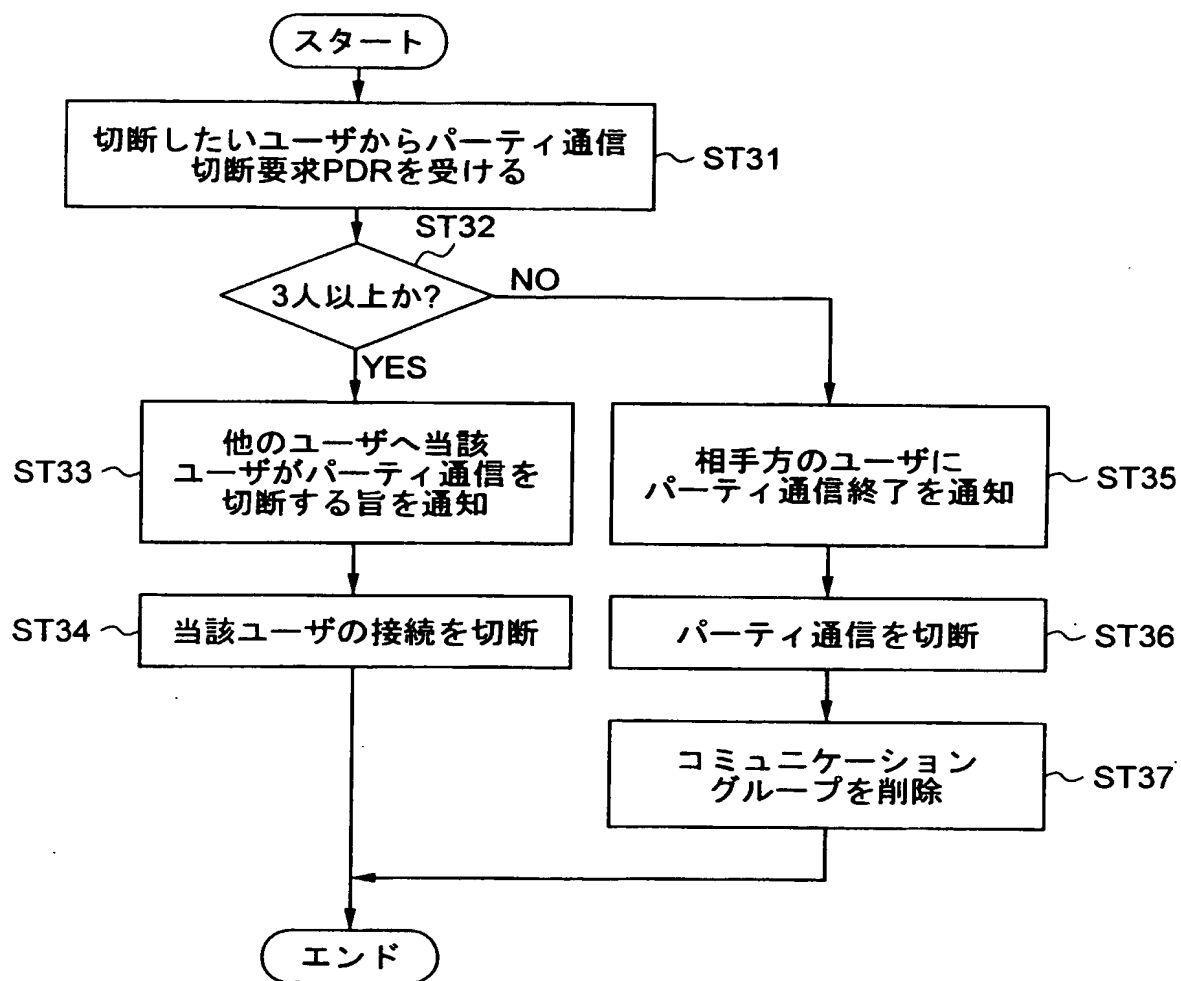 スタート
切断したいユーザからパーティ通信
切断要求PDRを受ける
ST31
ST32
3人以上か?
NO
YES
ST33
他のユーザへ当該
ユーザがパーティ通信を
切断する旨を通知
相手方のユーザに
パーティ通信終了を通知
ST35
ST34
当該ユーザの接続を切断
パーティ通信を切断
ST36
コミュニケーション
グループを削除
ST37
エンド